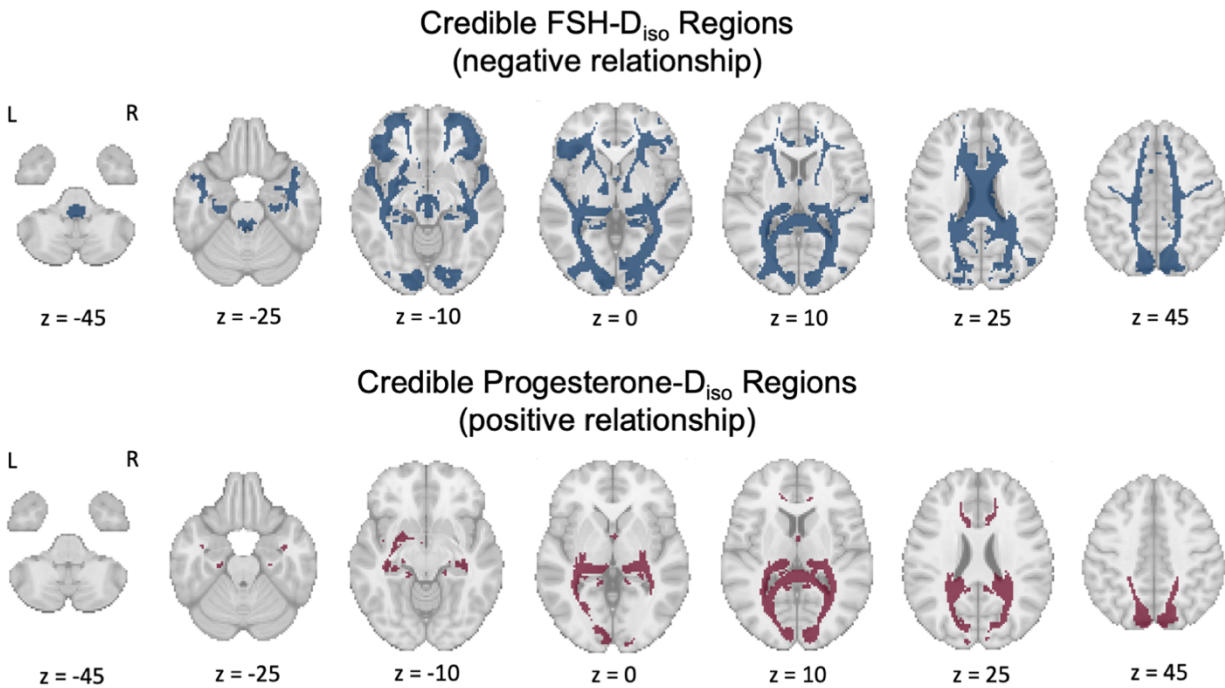 Credible FSH-Diso Regions
(negative relationship)
L R
z = -45 z = -25 z = -10 z = 0 z = 10 z = 25 z = 45
Credible Progesterone-Diso Regions
(positive relationship)
L R
z = -45 z = -25 z = -10 z = 0 z = 10 z = 25 z = 45